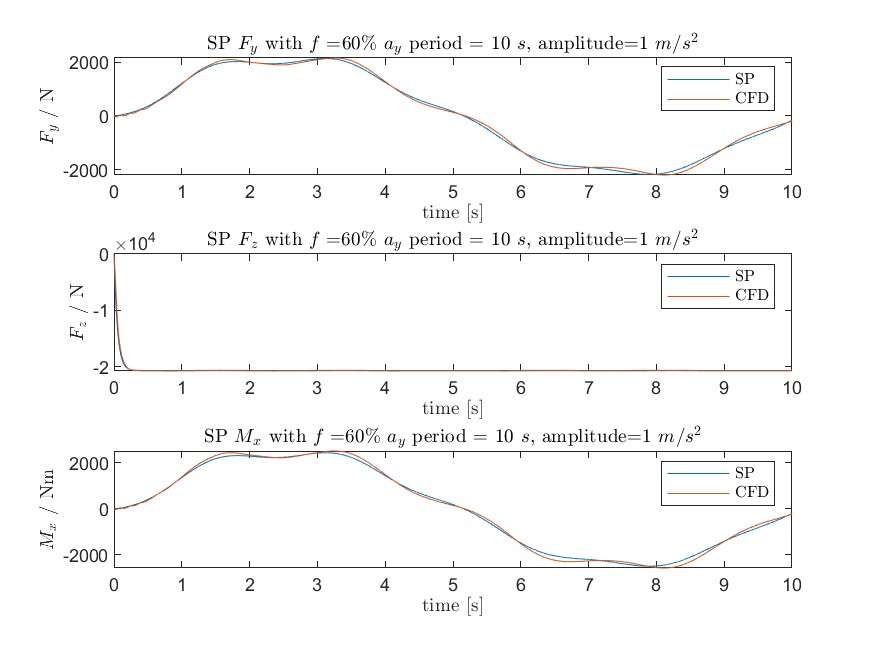 SP F_y with f =60% a_y period = 10 s, amplitude=1 m/s^2
F_y / N
2000
0
-2000
SP
CFD
0 1 2 3 4 5 6 7 8 9 10
time [s]
SP F_z with f =60% a_y period = 10 s, amplitude=1 m/s^2
×10^4
F_z / N
0
-1
-2
SP
CFD
0 1 2 3 4 5 6 7 8 9 10
time [s]
SP M_x with f =60% a_y period = 10 s, amplitude=1 m/s^2
M_x / Nm
2000
0
-2000
SP
CFD
0 1 2 3 4 5 6 7 8 9 10
time [s]